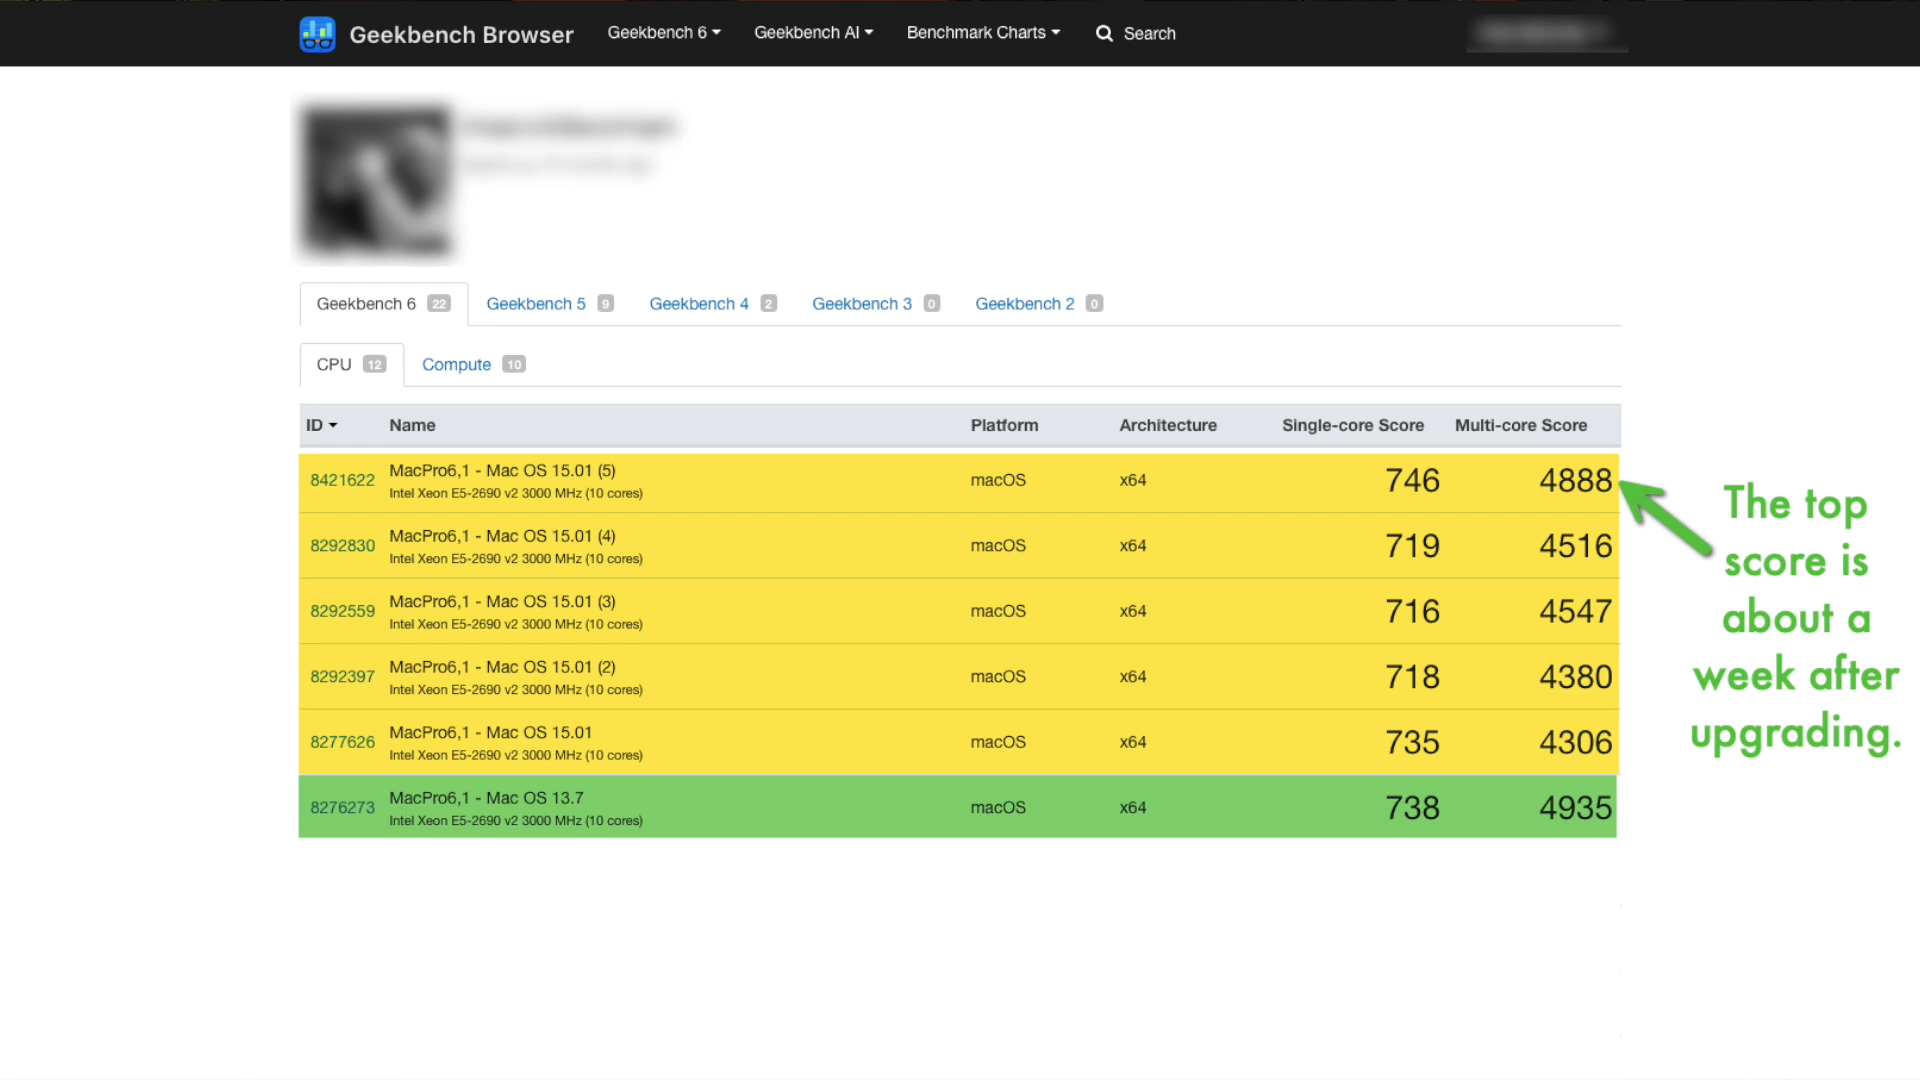 Geekbench Browser Geekbench 6 Geekbench AI Benchmark Charts Search
Geekbench 6 22 Geekbench 5 9 Geekbench 4 2 Geekbench 3 0 Geekbench 2 0
CPU 12 Compute 10
ID Name Platform Architecture Single-core Score Multi-core Score
8421622 MacPro6,1 - Mac OS 15.01 (5) macOS x64 746 4888
Intel Xeon E5-2690 v2 3000 MHz (10 cores)
8292830 MacPro6,1 - Mac OS 15.01 (4) macOS x64 719 4516
Intel Xeon E5-2690 v2 3000 MHz (10 cores)
8292559 MacPro6,1 - Mac OS 15.01 (3) macOS x64 716 4547
Intel Xeon E5-2690 v2 3000 MHz (10 cores)
8292397 MacPro6,1 - Mac OS 15.01 (2) macOS x64 718 4380
Intel Xeon E5-2690 v2 3000 MHz (10 cores)
8277626 MacPro6,1 - Mac OS 15.01 macOS x64 735 4306
Intel Xeon E5-2690 v2 3000 MHz (10 cores)
8276273 MacPro6,1 - Mac OS 13.7 macOS x64 738 4935
Intel Xeon E5-2690 v2 3000 MHz (10 cores)
The top
score is
about a
week after
upgrading.